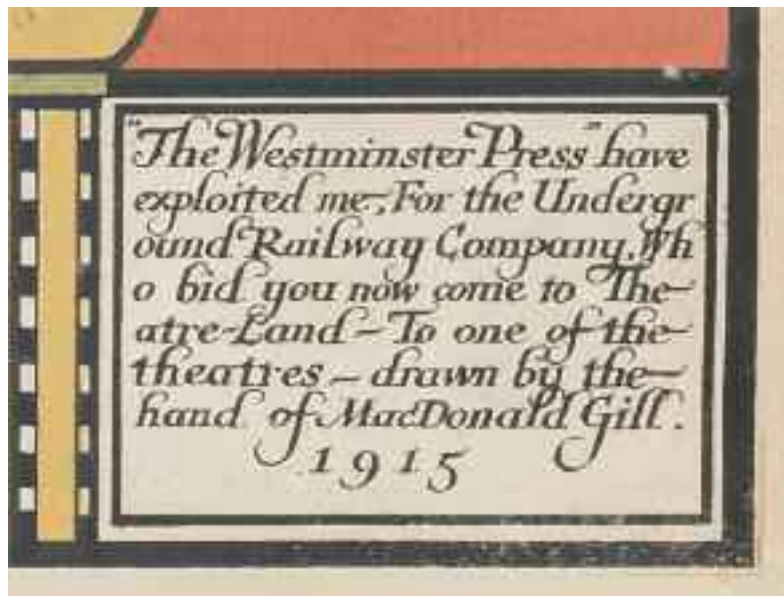 "The Westminster Press" have
exploited me, For the Undergr
ound Railway Company, Wh
o bid you now come to The-
atre-Land – To one of the
theatres – drawn by the
hand of MacDonald Gill.
1915